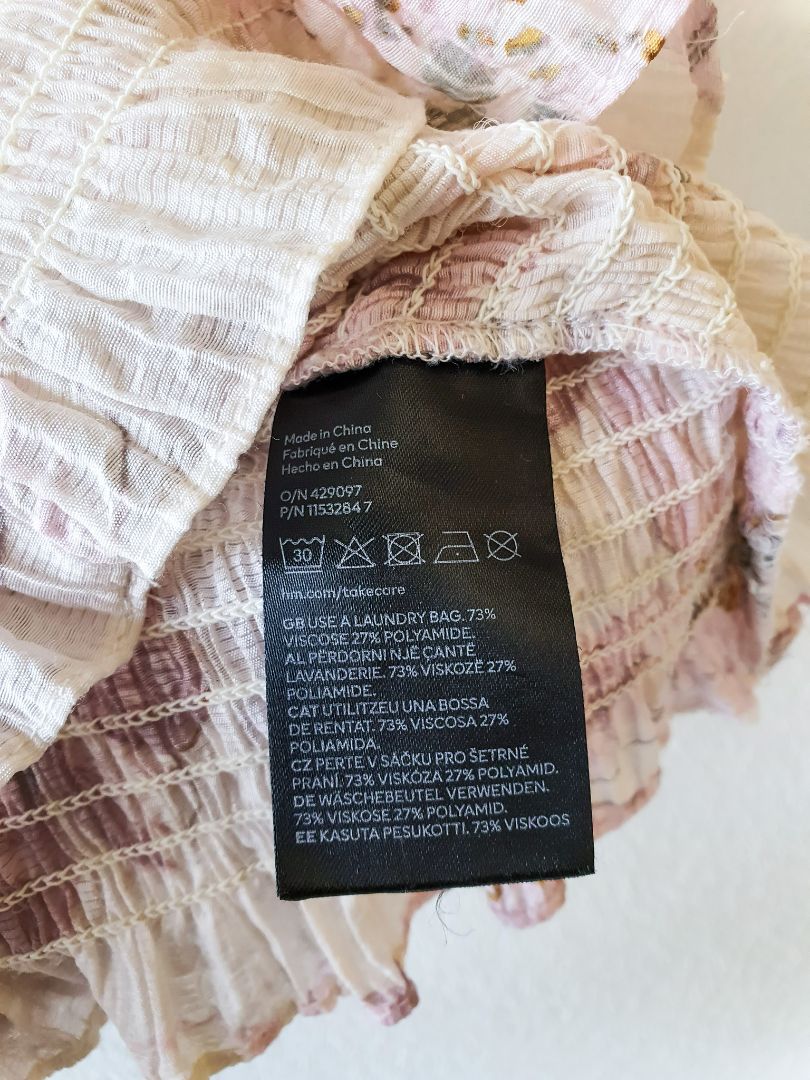 Made in China
Fabriqué en Chine
Hecho en China
O/N 429097
P/N 1153284 7
30
hm.com/takecare
GB USE A LAUNDRY BAG. 73%
VISCOSE 27% POLYAMIDE.
AL PËRDORNI NJË ÇANTË
LAVANDERIE. 73% VISKOZË 27%
POLIAMIDE.
CAT UTILITZEU UNA BOSSA
DE RENTAT. 73% VISCOSA 27%
POLIAMIDA.
CZ PERTE V SÁČKU PRO ŠETRNÉ
PRANÍ. 73% VISKÓZA 27% POLYAMID.
DE WÄSCHEBEUTEL VERWENDEN.
73% VISKOSE 27% POLYAMID.
EE KASUTA PESUKOTTI. 73% VISKOOS